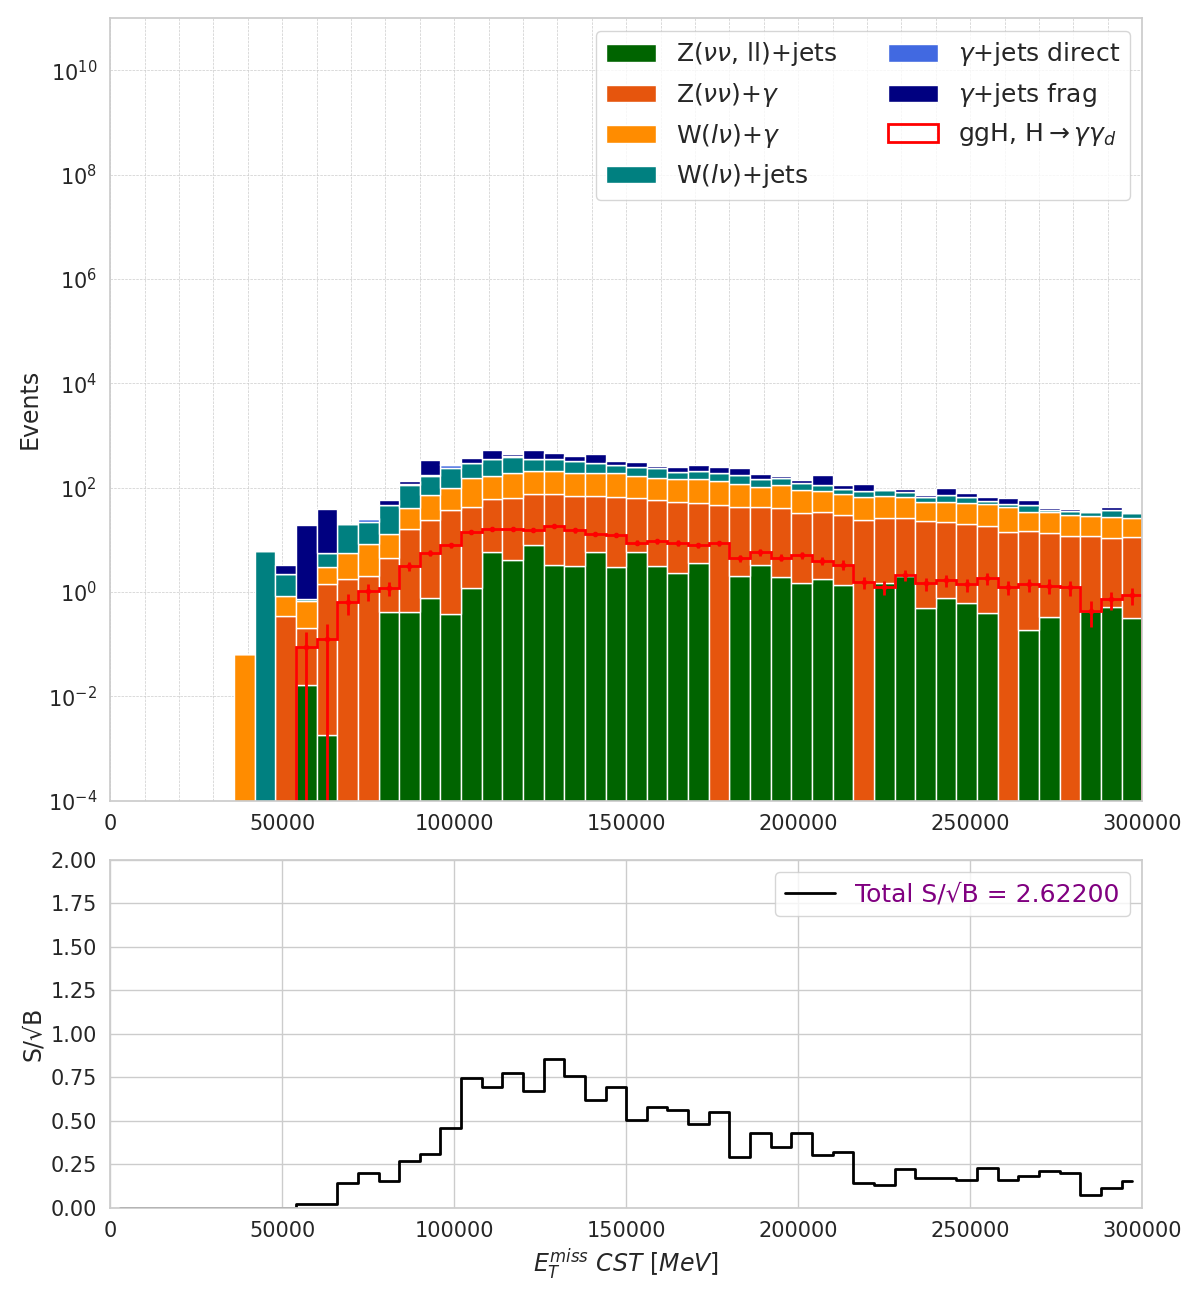 Z(νν, ll)+jets
Z(νν)+γ
W(lν)+γ
W(lν)+jets
γ+jets direct
γ+jets frag
ggH, H→γγ_d
Events
10^10
10^8
10^6
10^4
10^2
10^0
10^−2
10^−4
0 50000 100000 150000 200000 250000 300000
Total S/√B = 2.62200
S/√B
2.00
1.75
1.50
1.25
1.00
0.75
0.50
0.25
0.00
0 50000 100000 150000 200000 250000 300000
E_T^miss CST [MeV]